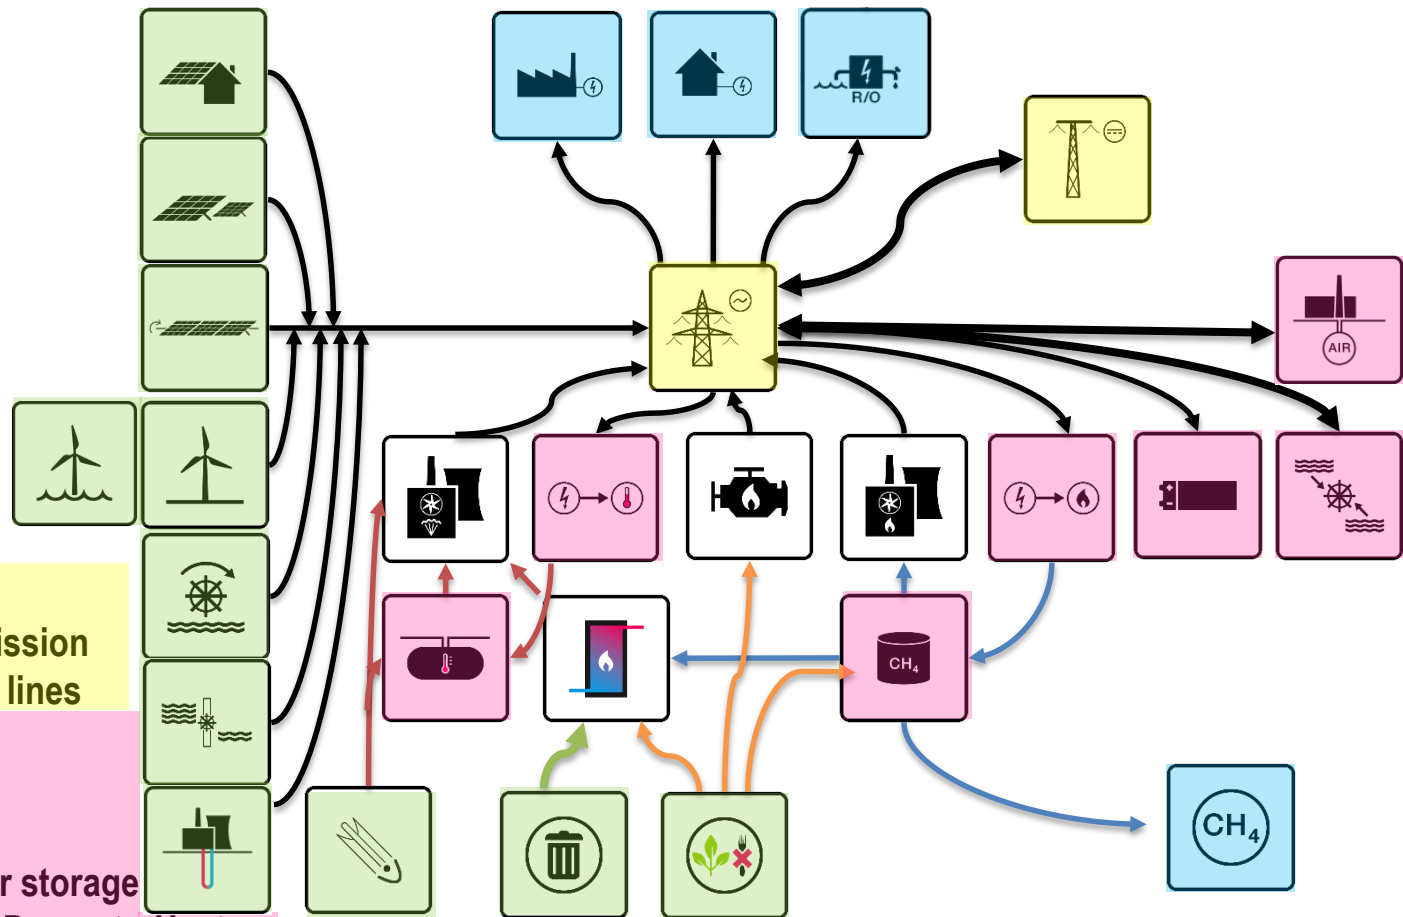 R/O
AIR
ission
lines
CH₄
r storage
CH₄